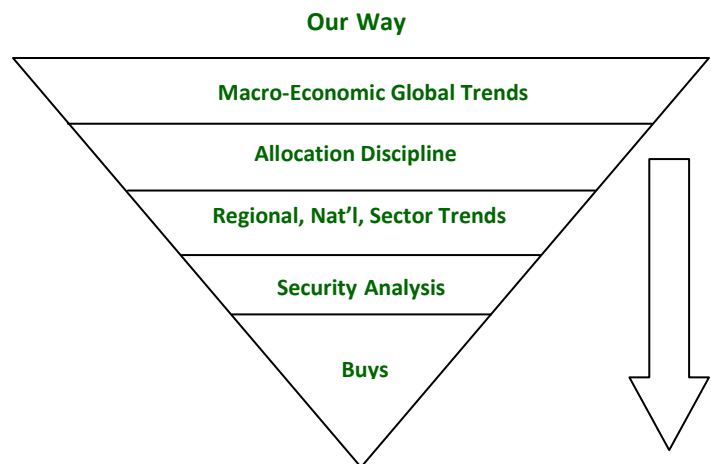 Our Way
Macro-Economic Global Trends
Allocation Discipline
Regional, Nat’l, Sector Trends
Security Analysis
Buys